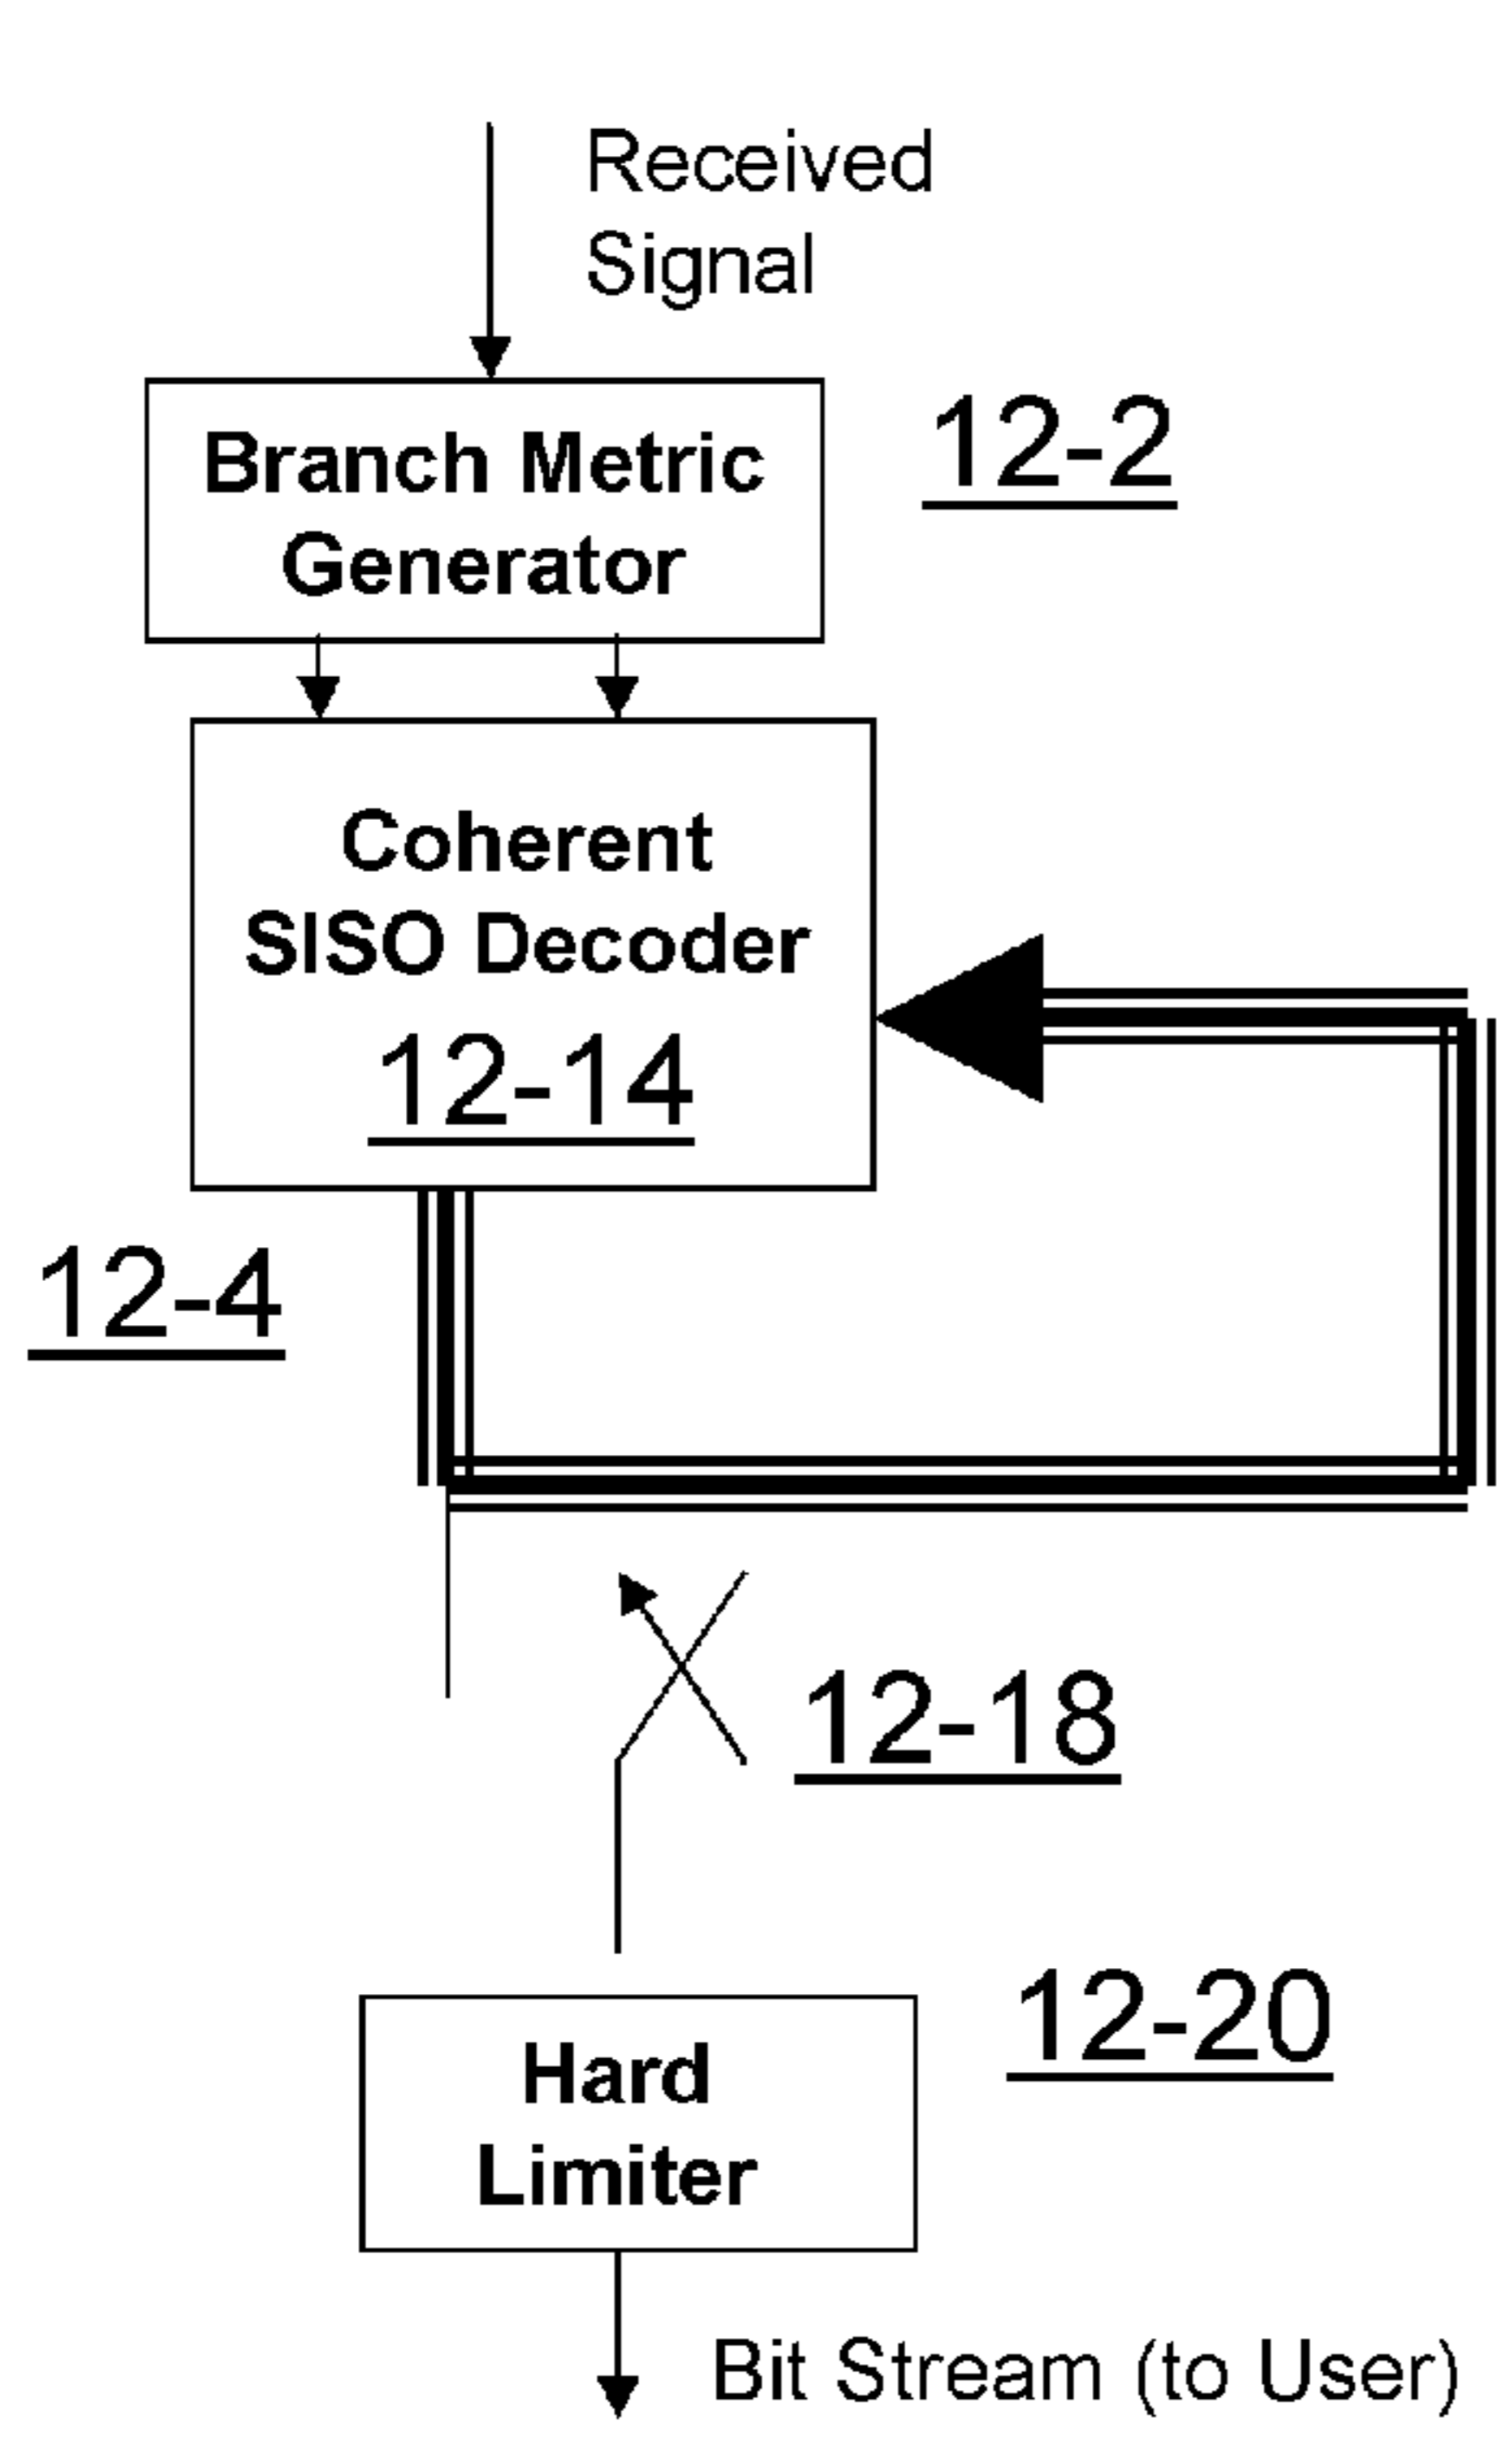 Received
Signal
Branch Metric
Generator
12-2
Coherent
SISO Decoder
12-14
12-4
12-18
12-20
Hard
Limiter
Bit Stream (to User)